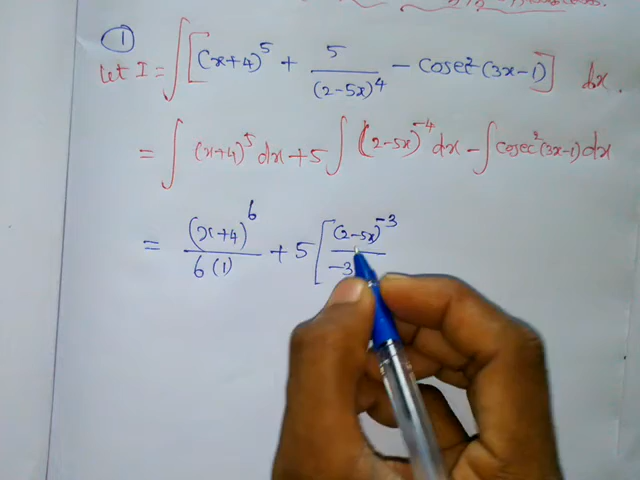 ①
Let I = ∫ [(x+4)^5 + 5/(2-5x)^4 - cosec²(3x-1)] dx.
= ∫ (x+4)^5 dx + 5 ∫ (2-5x)^-4 dx - ∫ cosec²(3x-1) dx
= (x+4)^6/6(1) + 5 [(2-5x)^-3/-3